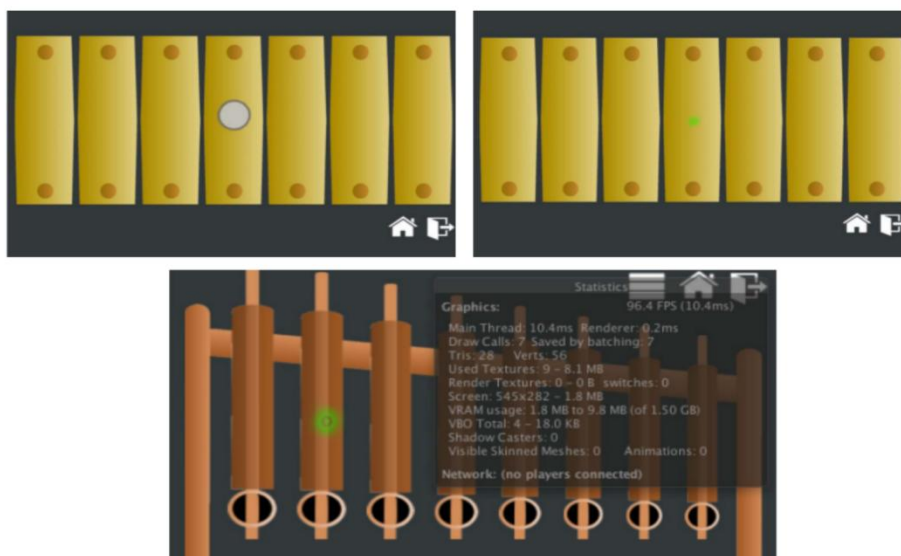 Statistics
Graphics:
96.4 FPS (10.4ms)
Main Thread: 10.4ms Renderer: 0.2ms
Draw Calls: 7 Saved by batching: 7
Tris: 28 Verts: 56
Used Textures: 9 – 8.1 MB
Render Textures: 0 – 0 B switches: 0
Screen: 545x282 – 1.8 MB
VRAM usage: 1.8 MB to 9.8 MB (of 1.50 GB)
VBO Total: 4 – 18.0 KB
Shadow Casters: 0
Visible Skinned Meshes: 0 Animations: 0
Network: (no players connected)